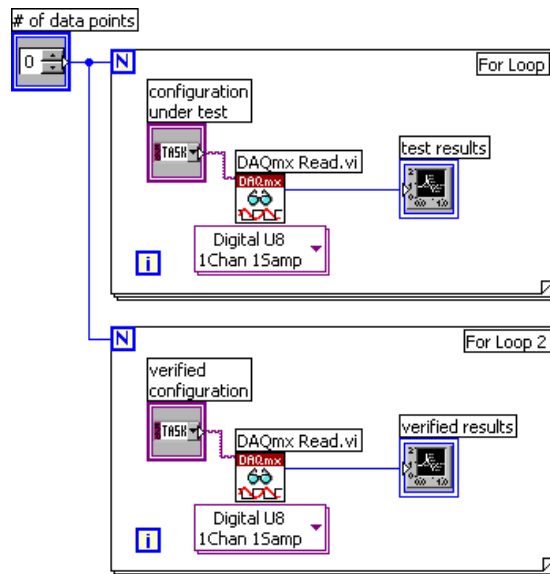 # of data points
0
N
For Loop
configuration
under test
TASK
DAQmx Read.vi
DAQmx
test results
Digital U8
1Chan 1Samp
i
N
For Loop 2
verified
configuration
TASK
DAQmx Read.vi
DAQmx
verified results
Digital U8
1Chan 1Samp
i